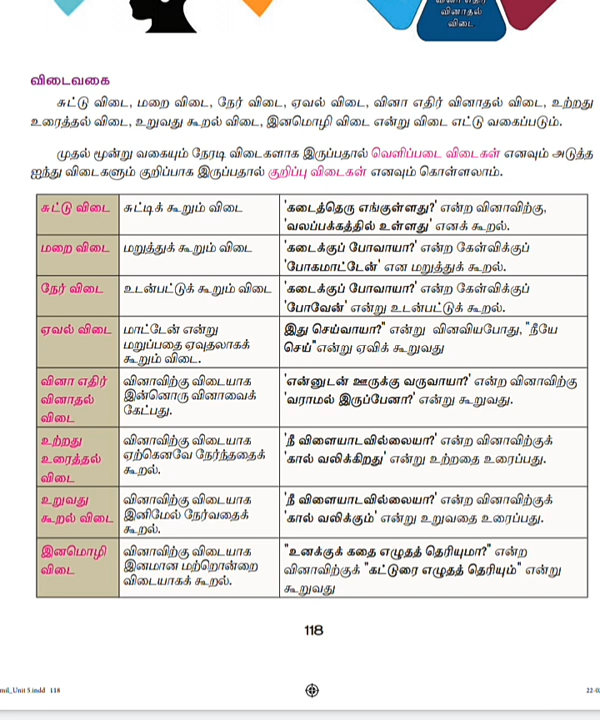 வினாதல்
விடை
விடைவகை
சுட்டு விடை, மறை விடை, நேர் விடை, ஏவல் விடை, வினா எதிர் வினாதல் விடை, உற்றது
உரைத்தல் விடை, உறுவது கூறல் விடை, இனமொழி விடை என்று விடை எட்டு வகைப்படும்.
முதல் மூன்று வகையும் நேரடி விடைகளாக இருப்பதால் வெளிப்படை விடைகள் எனவும் அடுத்த
ஐந்து விடைகளும் குறிப்பாக இருப்பதால் குறிப்பு விடைகள் எனவும் கொள்ளலாம்.
சுட்டு விடை
சுட்டிக் கூறும் விடை
'கடைத்தெரு எங்குள்ளது?' என்ற வினாவிற்கு,
'வலப்பக்கத்தில் உள்ளது' எனக் கூறல்.
மறை விடை
மறுத்துக் கூறும் விடை
'கடைக்குப் போவாயா?' என்ற கேள்விக்குப்
'போகமாட்டேன்' என மறுத்துக் கூறல்.
நேர் விடை
உடன்பட்டுக் கூறும் விடை
'கடைக்குப் போவாயா?' என்ற கேள்விக்குப்
'போவேன்' என்று உடன்பட்டுக் கூறல்.
ஏவல் விடை
மாட்டேன் என்று
மறுப்பதை ஏவுதலாகக்
கூறும் விடை.
இது செய்வாயா?" என்று வினவியபோது, "நீயே
செய்" என்று ஏவிக் கூறுவது
வினா எதிர்
வினாதல்
விடை
வினாவிற்கு விடையாக
இன்னொரு வினாவைக்
கேட்பது.
'என்னுடன் ஊருக்கு வருவாயா?' என்ற வினாவிற்கு
'வராமல் இருப்பேனா?' என்று கூறுவது.
உற்றது
உரைத்தல்
விடை
வினாவிற்கு விடையாக
ஏற்கெனவே நேர்ந்ததைக்
கூறல்.
'நீ விளையாடவில்லையா?' என்ற வினாவிற்குக்
'கால் வலிக்கிறது' என்று உற்றதை உரைப்பது.
உறுவது
கூறல் விடை
வினாவிற்கு விடையாக
இனிமேல் நேர்வதைக்
கூறல்.
'நீ விளையாடவில்லையா?' என்ற வினாவிற்குக்
'கால் வலிக்கும்' என்று உறுவதை உரைப்பது.
இனமொழி
விடை
வினாவிற்கு விடையாக
இனமான மற்றொன்றை
விடையாகக் கூறல்.
"உனக்குக் கதை எழுதத் தெரியுமா?" என்ற
வினாவிற்குக் "கட்டுரை எழுதத் தெரியும்" என்று
கூறுவது
118
mil_Unit 5.indd 118
22-0